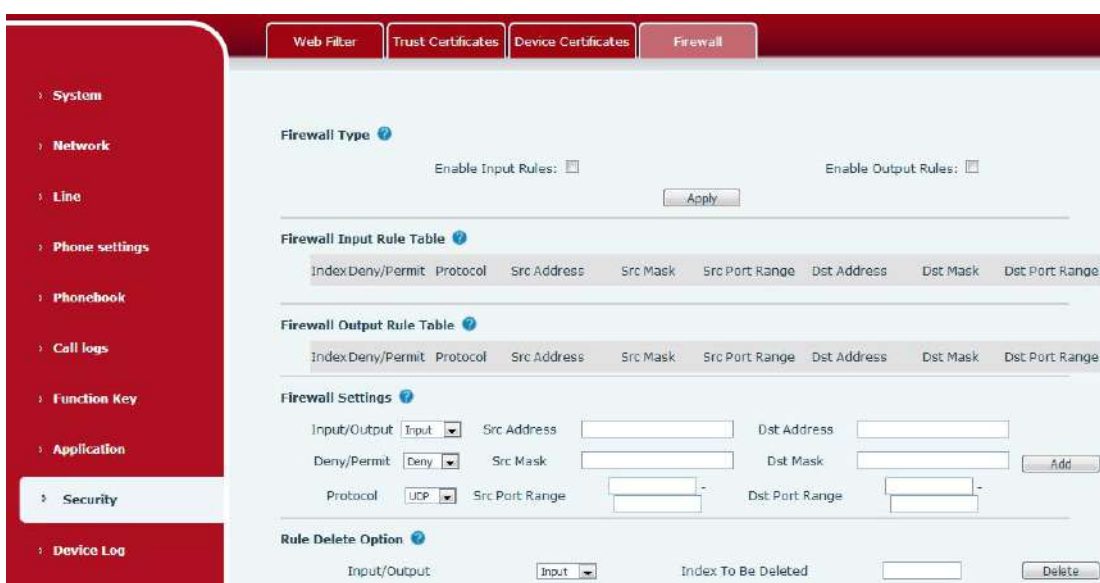 Web Filter Trust Certificates Device Certificates Firewall
System
Network
Line
Phone settings
Phonebook
Call logs
Function Key
Application
Security
Device Log
Firewall Type
Enable Input Rules: Enable Output Rules:
Apply
Firewall Input Rule Table
Index Deny/Permit Protocol Src Address Src Mask Src Port Range Dst Address Dst Mask Dst Port Range
Firewall Output Rule Table
Index Deny/Permit Protocol Src Address Src Mask Src Port Range Dst Address Dst Mask Dst Port Range
Firewall Settings
Input/Output Input Src Address Dst Address
Deny/Permit Deny Src Mask Dst Mask Add
Protocol UDP Src Port Range - Dst Port Range -
Rule Delete Option
Input/Output Input Index To Be Deleted Delete